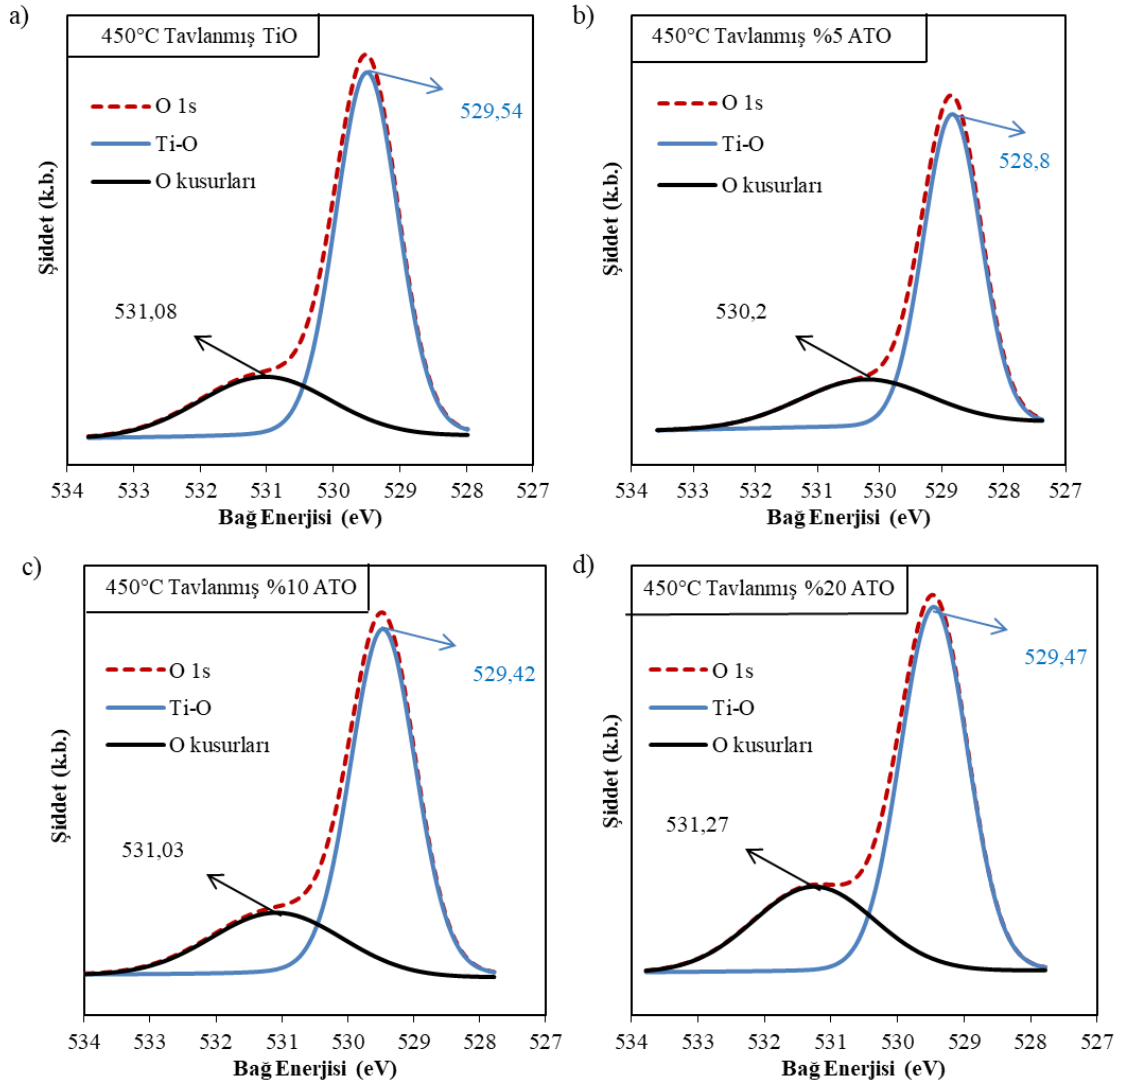 a)
450°C Tavlanmış TiO
O 1s
Ti-O
O kusurları
529,54
531,08
Şiddet (k.b.)
534 533 532 531 530 529 528 527
Bağ Enerjisi (eV)
b)
450°C Tavlanmış %5 ATO
O 1s
Ti-O
O kusurları
528,8
530,2
Şiddet (k.b.)
534 533 532 531 530 529 528 527
Bağ Enerjisi (eV)
c)
450°C Tavlanmış %10 ATO
O 1s
Ti-O
O kusurları
529,42
531,03
Şiddet (k.b.)
534 533 532 531 530 529 528 527
Bağ Enerjisi (eV)
d)
450°C Tavlanmış %20 ATO
O 1s
Ti-O
O kusurları
529,47
531,27
Şiddet (k.b.)
534 533 532 531 530 529 528 527
Bağ Enerjisi (eV)